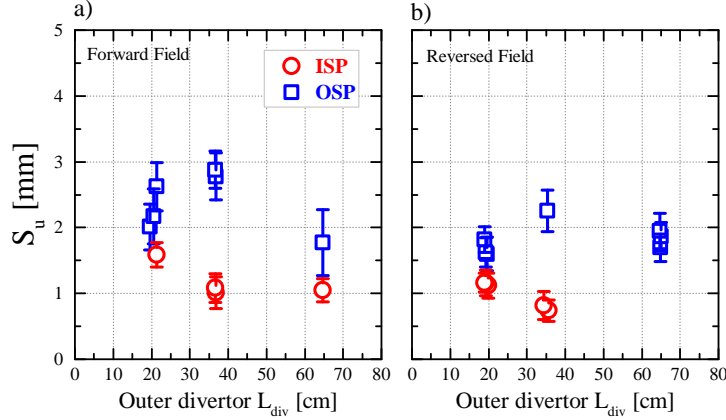 a)
b)
Forward Field
Reversed Field
ISP
OSP
S_u [mm]
5
4
3
2
1
0
0 10 20 30 40 50 60 70 80
0 10 20 30 40 50 60 70 80
Outer divertor L_div [cm]
Outer divertor L_div [cm]